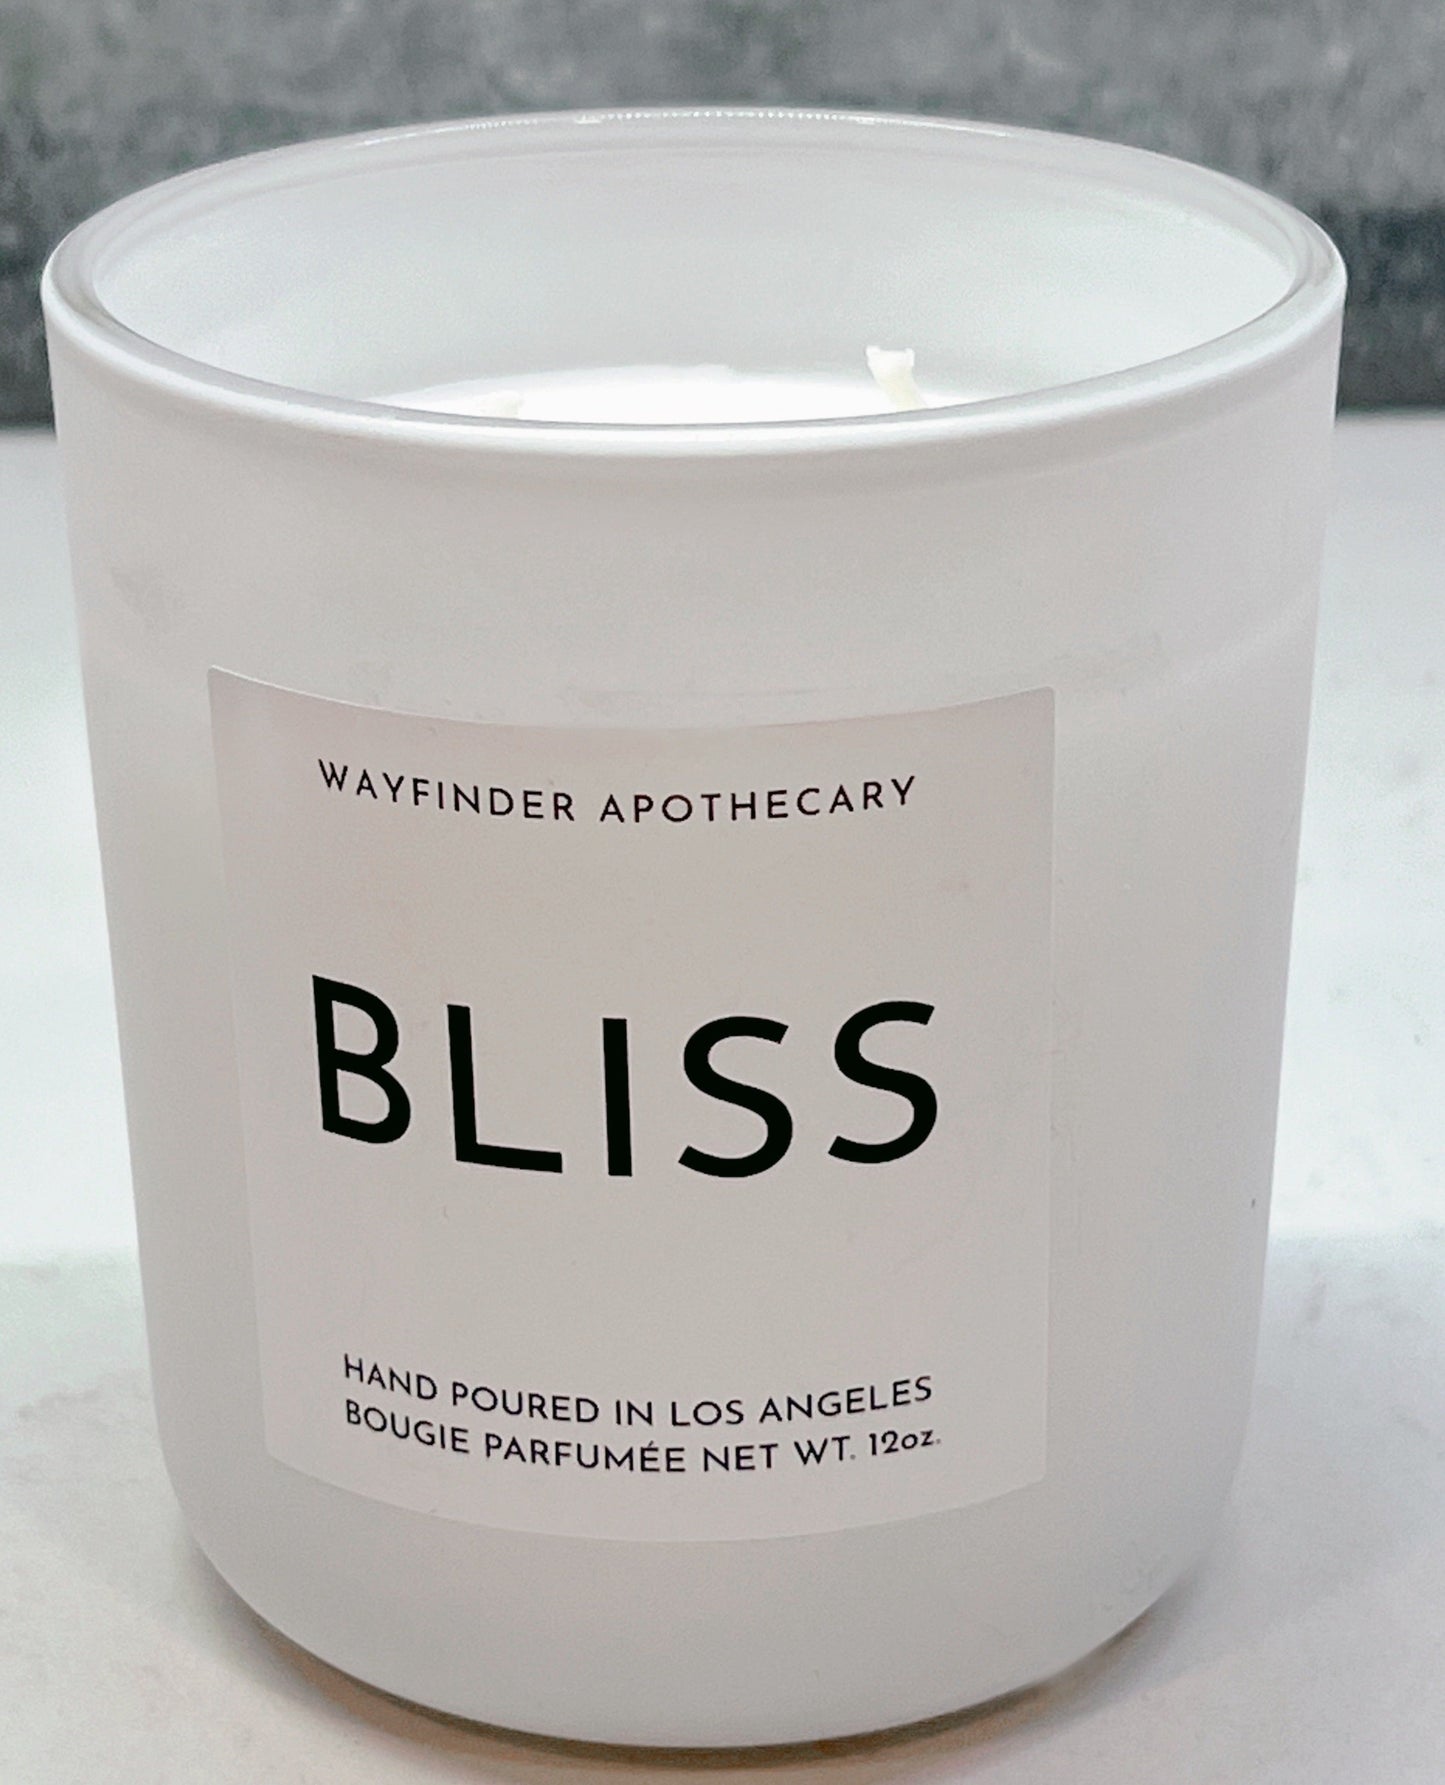 WAYFINDER APOTHECARY
BLISS
HAND POURED IN LOS ANGELES
BOUGIE PARFUMÉE NET WT. 12oz.